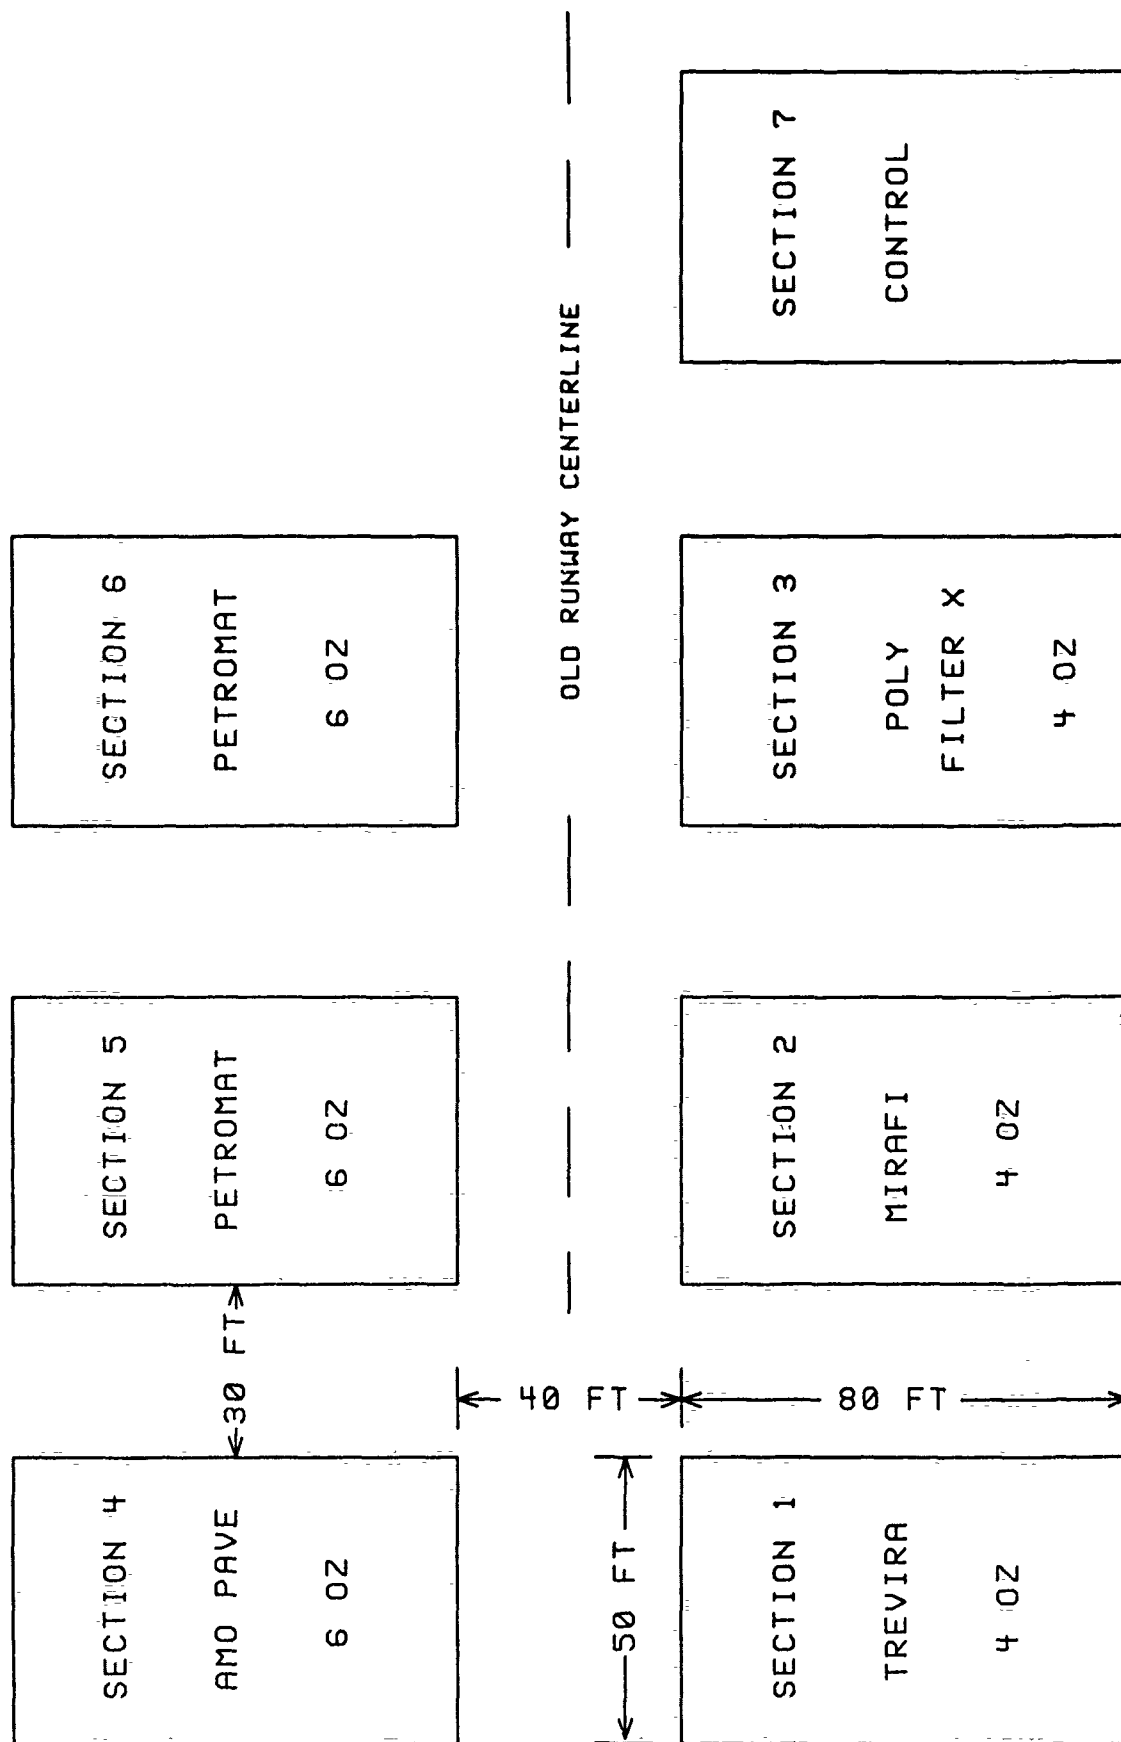 SECTION 4
AMO PAVE
6 OZ
30 FT
SECTION 5
PETROMAT
6 OZ
SECTION 6
PETROMAT
6 OZ
OLD RUNWAY CENTERLINE
40 FT
50 FT
80 FT
SECTION 1
TREVIRA
4 OZ
SECTION 2
MIRAFI
4 OZ
SECTION 3
POLY
FILTER X
4 OZ
SECTION 7
CONTROL